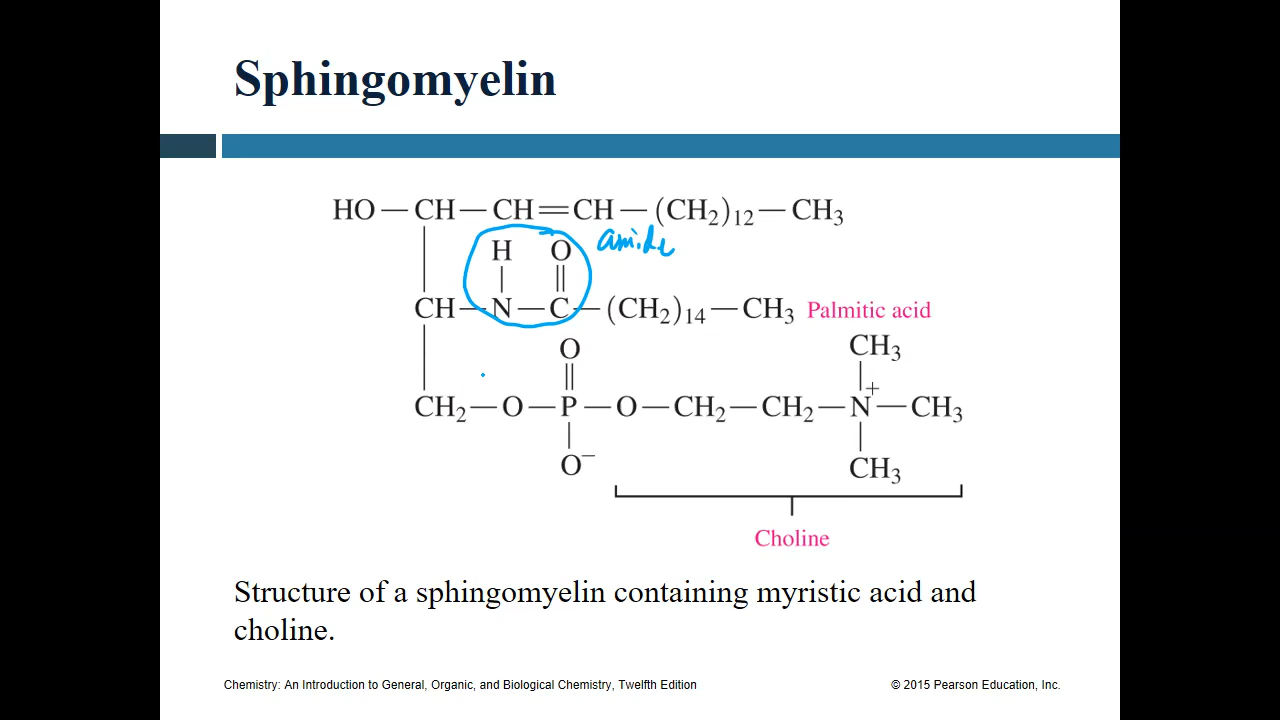 Sphingomyelin
HO—CH—CH=CH—(CH₂)₁₂—CH₃
H O amide
CH—N—C—(CH₂)₁₄—CH₃ Palmitic acid
O CH₃
CH₂—O—P—O—CH₂—CH₂—N⁺—CH₃
O⁻ CH₃
Choline
Structure of a sphingomyelin containing myristic acid and
choline.
Chemistry: An Introduction to General, Organic, and Biological Chemistry, Twelfth Edition © 2015 Pearson Education, Inc.